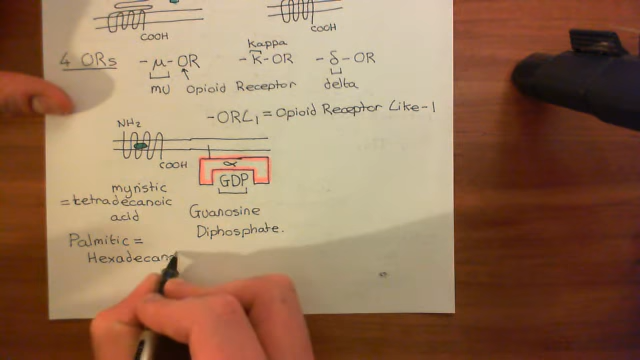 COOH
COOH
4 ORs
-μ-OR
Kappa
-K-OR
-δ-OR
mu
Opioid Receptor
delta
-ORL1 = Opioid Receptor Like-1
NH2
COOH
α
GDP
myristic
= tetradecanoic
acid
Guanosine
Diphosphate.
Palmitic =
Hexadecano